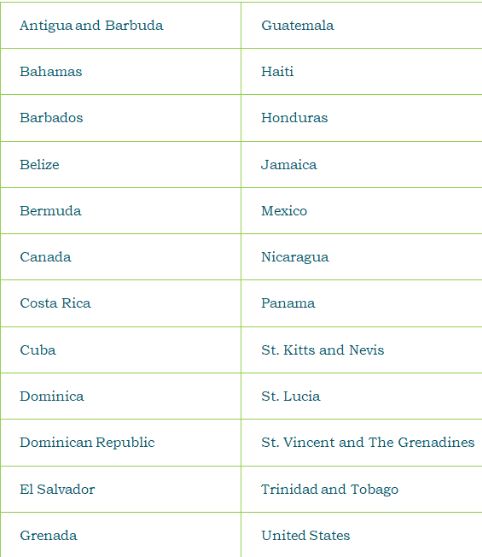 Antigua and Barbuda	Guatemala
Bahamas	Haiti
Barbados	Honduras
Belize	Jamaica
Bermuda	Mexico
Canada	Nicaragua
Costa Rica	Panama
Cuba	St. Kitts and Nevis
Dominica	St. Lucia
Dominican Republic	St. Vincent and The Grenadines
El Salvador	Trinidad and Tobago
Grenada	United States